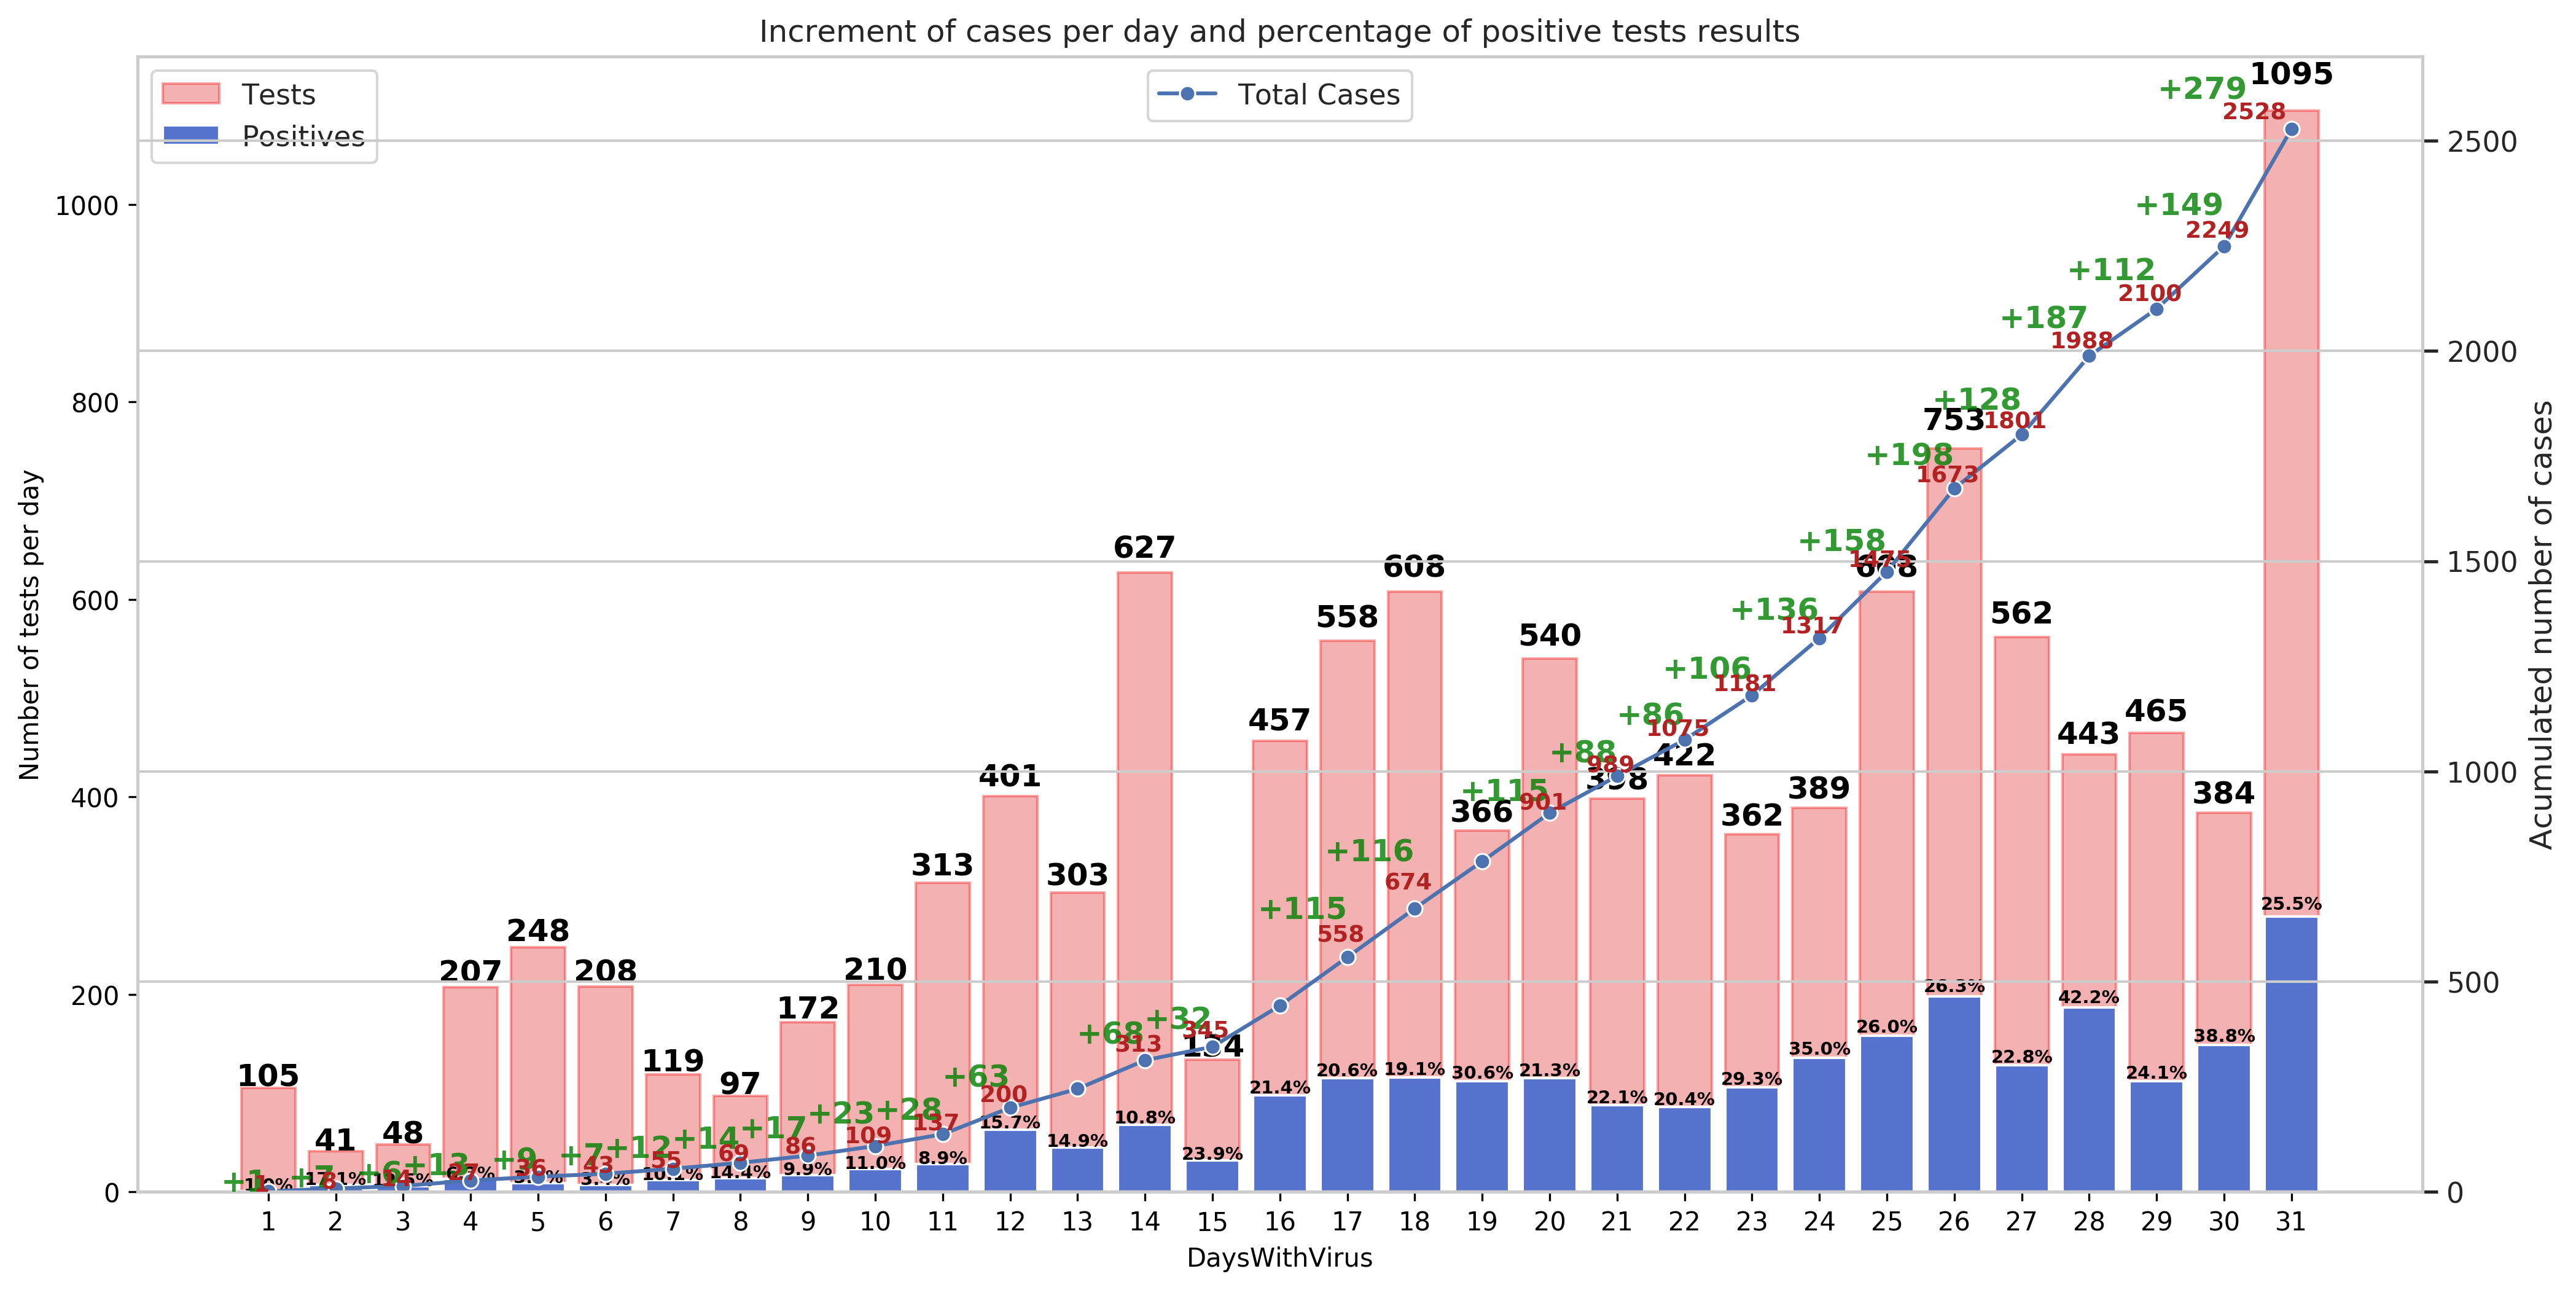 Increment of cases per day and percentage of positive tests results
Tests
Positives
Total Cases
Number of tests per day
Acumulated number of cases
DaysWithVirus
1000
800
600
400
200
0
2500
2000
1500
1000
500
0
1 2 3 4 5 6 7 8 9 10 11 12 13 14 15 16 17 18 19 20 21 22 23 24 25 26 27 28 29 30 31
105 41 48 207 248 208 119 97 172 210 313 401 303 627 457 558 608 366 540 398 422 362 389 753 562 443 465 384 1095
+1 +7 +6 +13 +9 +7 +12 +14 +17 +23 +28 +63 +68 +32 +115 +116 +115 +88 +86 +106 +136 +158 +198 +128 +187 +112 +149 +279
1 8 14 27 36 43 55 69 86 109 137 200 313 345 558 674 901 989 1075 1181 1317 1475 1673 1801 1988 2100 2249 2528
10.1% 14.4% 9.9% 11.0% 8.9% 15.7% 14.9% 10.8% 23.9% 21.4% 20.6% 19.1% 30.6% 21.3% 22.1% 20.4% 29.3% 35.0% 26.0% 26.3% 22.8% 42.2% 24.1% 38.8% 25.5%